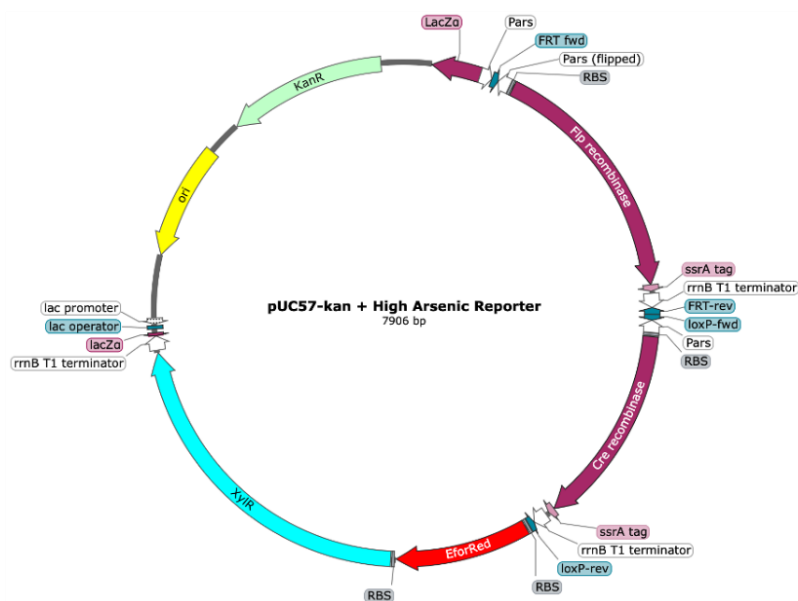 LacZα
Pars
FRT fwd
Pars (flipped)
RBS
KanR
Flp recombinase
ori
ssrA tag
rrnB T1 terminator
FRT-rev
loxP-fwd
Pars
RBS
lac promoter
lac operator
lacZα
rrnB T1 terminator
pUC57-kan + High Arsenic Reporter
7906 bp
Cre recombinase
XylR
EforRed
ssrA tag
rrnB T1 terminator
loxP-rev
RBS
RBS